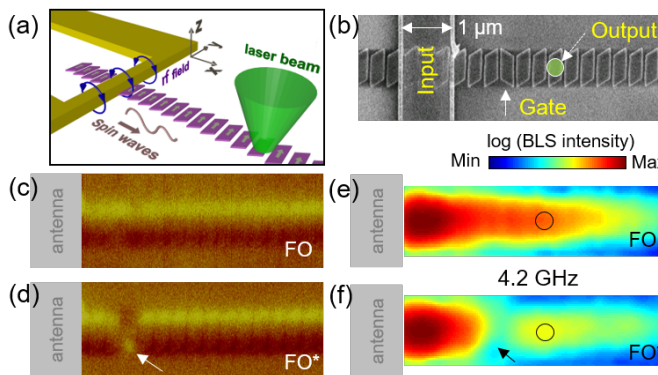 (a)
z
y
x
rf field
laser beam
Spin waves
(b)
1 μm
Input
Output
Gate
log (BLS intensity)
Min
Max
(c)
antenna
FO
(e)
antenna
FO
4.2 GHz
(d)
antenna
FO*
(f)
antenna
FO*